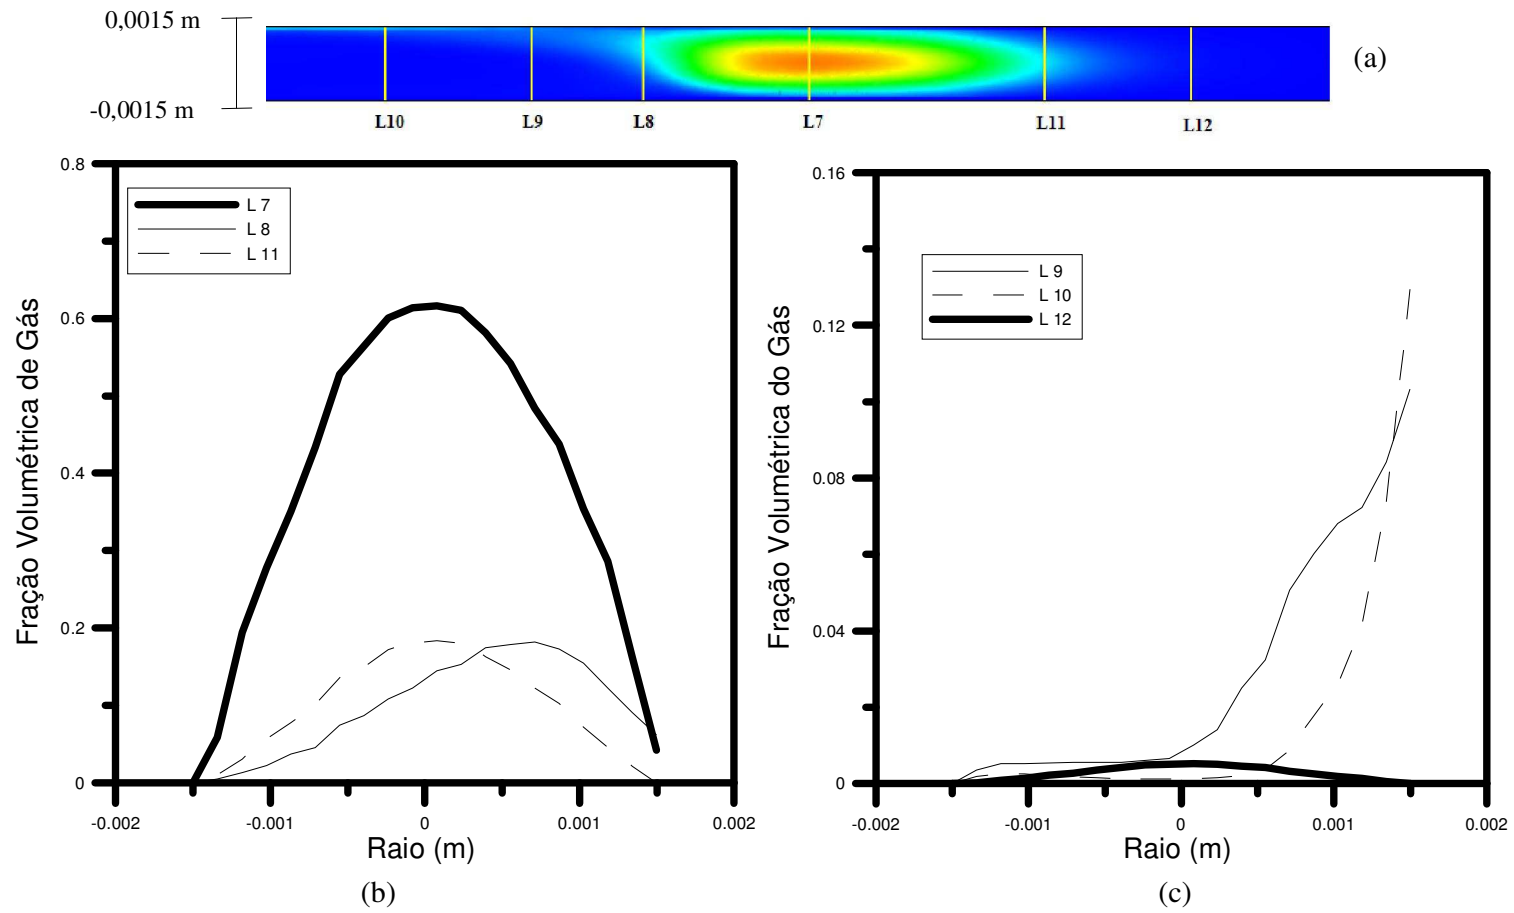 0,0015 m
(a)
-0,0015 m
L10 L9 L8 L7 L11 L12
0.8
L 7
L 8
L 11
0.6
0.4
0.2
0
Fração Volumétrica de Gás
-0.002 -0.001 0 0.001 0.002
Raio (m)
(b)
0.16
L 9
L 10
L 12
0.12
0.08
0.04
0
Fração Volumétrica do Gás
-0.002 -0.001 0 0.001 0.002
Raio (m)
(c)